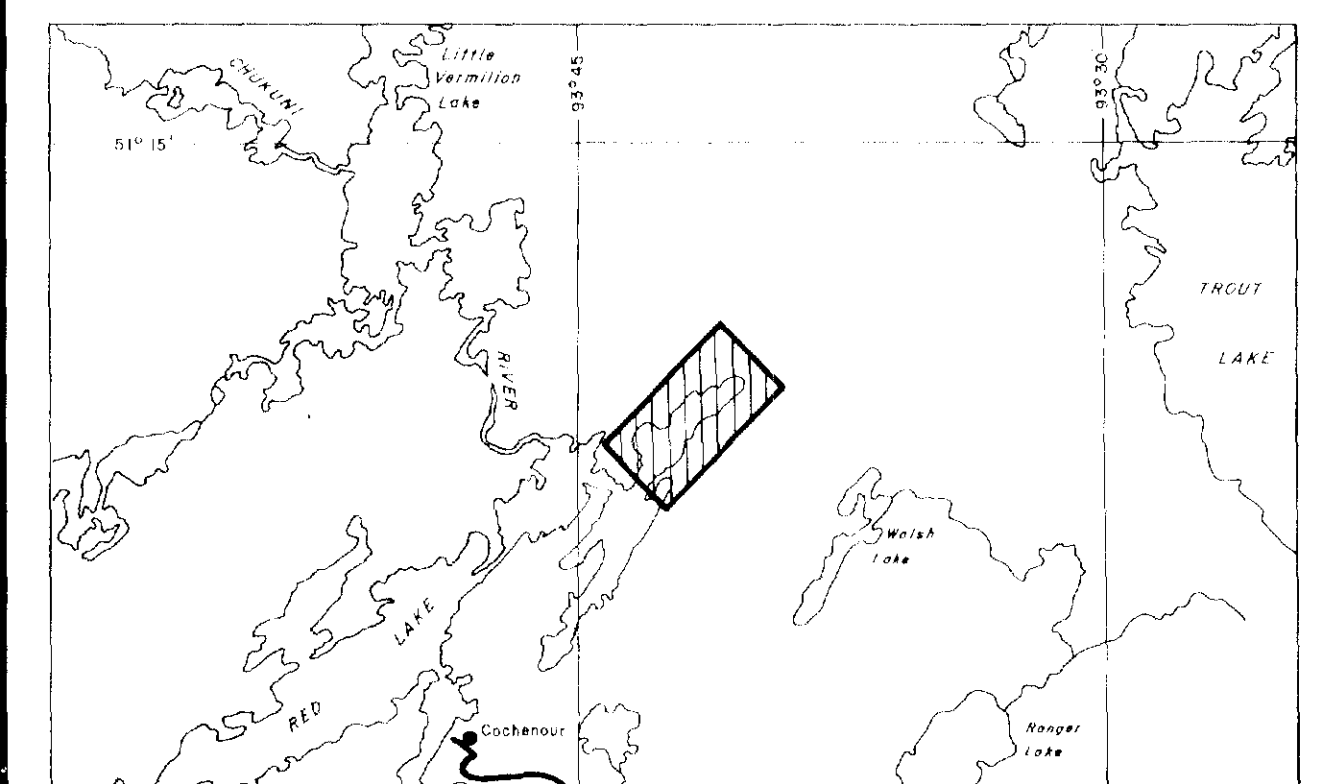 Little
Vermilion
Lake
CHUKUNI
93° 45'
93° 30'
51° 15'
TROUT
LAKE
RIVER
Walsh
Lake
LAKE
RED
Cochenour
Ranger
Lake